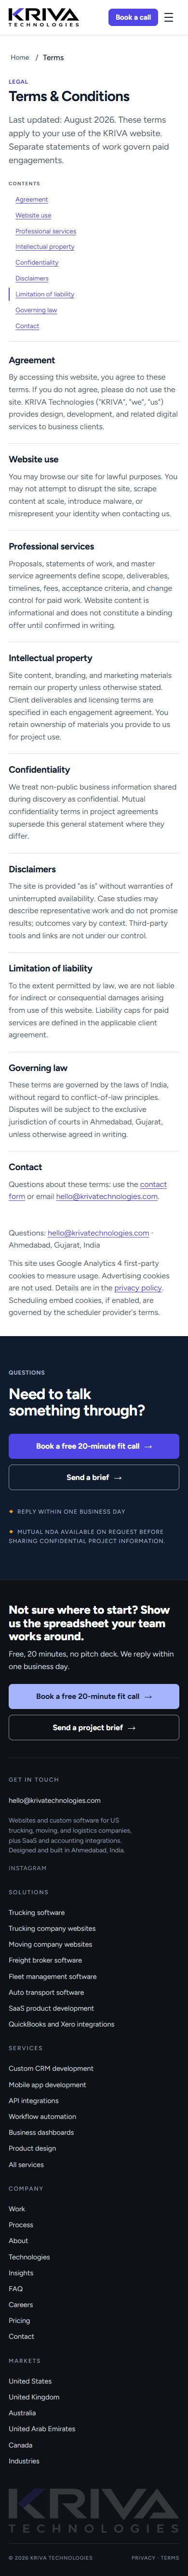 KRIVA
TECHNOLOGIES
Book a call
Home / Terms
LEGAL
Terms & Conditions
Last updated: August 2026. These terms
apply to your use of the KRIVA website.
Separate statements of work govern paid
engagements.
CONTENTS
Agreement
Website use
Professional services
Intellectual property
Confidentiality
Disclaimers
Limitation of liability
Governing law
Contact
Agreement
By accessing this website, you agree to these
terms. If you do not agree, please do not use the
site. KRIVA Technologies ("KRIVA", "we", "us")
provides design, development, and related digital
services to business clients.
Website use
You may browse our site for lawful purposes. You
may not attempt to disrupt the site, scrape
content at scale, introduce malware, or
misrepresent your identity when contacting us.
Professional services
Proposals, statements of work, and master
service agreements define scope, deliverables,
timelines, fees, acceptance criteria, and change
control for paid work. Website content is
informational and does not constitute a binding
offer until confirmed in writing.
Intellectual property
Site content, branding, and marketing materials
remain our property unless otherwise stated.
Client deliverables and licensing terms are
specified in each engagement agreement. You
retain ownership of materials you provide to us
for project use.
Confidentiality
We treat non-public business information shared
during discovery as confidential. Mutual
confidentiality terms in project agreements
supersede this general statement where they
differ.
Disclaimers
The site is provided "as is" without warranties of
uninterrupted availability. Case studies may
describe representative work and do not promise
results; outcomes vary by context. Third-party
tools and links are not under our control.
Limitation of liability
To the extent permitted by law, we are not liable
for indirect or consequential damages arising
from use of this website. Liability caps for paid
services are defined in the applicable client
agreement.
Governing law
These terms are governed by the laws of India,
without regard to conflict-of-law principles.
Disputes will be subject to the exclusive
jurisdiction of courts in Ahmedabad, Gujarat,
unless otherwise agreed in writing.
Contact
Questions about these terms: use the contact
form or email hello@krivatechnologies.com.
Questions: hello@krivatechnologies.com ·
Ahmedabad, Gujarat, India
This site uses Google Analytics 4 first-party
cookies to measure usage. Advertising cookies
are not used. Details are in the privacy policy.
Scheduling embed cookies, if enabled, are
governed by the scheduler provider's terms.
QUESTIONS
Need to talk
something through?
Book a free 20-minute fit call →
Send a brief →
REPLY WITHIN ONE BUSINESS DAY
MUTUAL NDA AVAILABLE ON REQUEST BEFORE
SHARING CONFIDENTIAL PROJECT INFORMATION.
Not sure where to start? Show
us the spreadsheet your team
works around.
Free, 20 minutes, no pitch deck. We reply within
one business day.
Book a free 20-minute fit call →
Send a project brief →
GET IN TOUCH
hello@krivatechnologies.com
Websites and custom software for US
trucking, moving, and logistics companies,
plus SaaS and accounting integrations.
Designed and built in Ahmedabad, India.
INSTAGRAM
SOLUTIONS
Trucking software
Trucking company websites
Moving company websites
Freight broker software
Fleet management software
Auto transport software
SaaS product development
QuickBooks and Xero integrations
SERVICES
Custom CRM development
Mobile app development
API integrations
Workflow automation
Business dashboards
Product design
All services
COMPANY
Work
Process
About
Technologies
Insights
FAQ
Careers
Pricing
Contact
MARKETS
United States
United Kingdom
Australia
United Arab Emirates
Canada
Industries
KRIVA
TECHNOLOGIES
© 2026 KRIVA TECHNOLOGIES
PRIVACY · TERMS